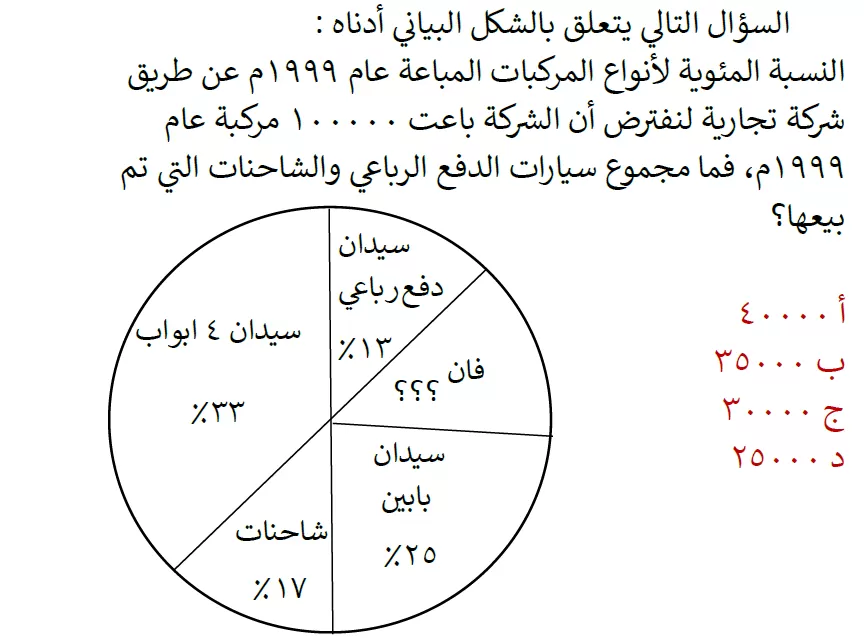 السؤال التالي يتعلق بالشكل البياني أدناه :
النسبة المئوية لأنواع المركبات المباعة عام ١٩٩٩م عن طريق
شركة تجارية لنفترض أن الشركة باعت ١٠٠٠٠٠ مركبة عام
١٩٩٩م، فما مجموع سيارات الدفع الرباعي والشاحنات التي تم
بيعها؟
أ ٤٠٠٠٠
ب ٣٥٠٠٠
ج ٣٠٠٠٠
د ٢٥٠٠٠
سيدان
دفع رباعي
١٣٪
فان
؟؟؟
سيدان
بابين
٢٥٪
شاحنات
١٧٪
سيدان ٤ ابواب
٣٣٪